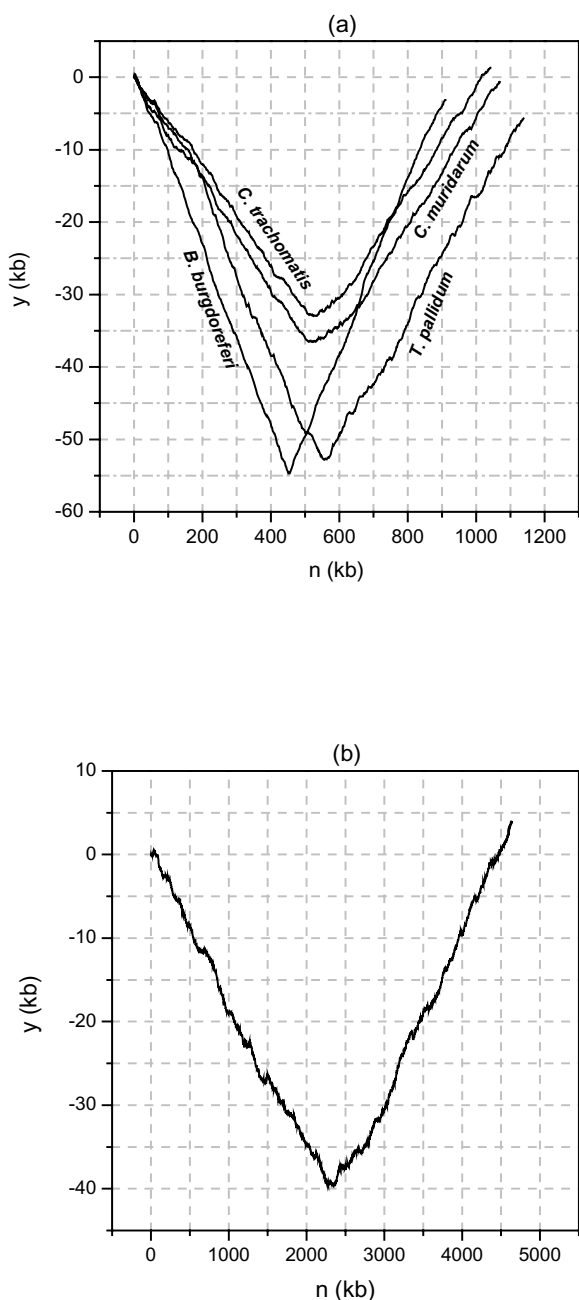 (a)
0
-10
-20
-30
-40
-50
-60
y (kb)
C. trachomatis
B. burgdoreferi
C. muridarum
T. pallidum
0 200 400 600 800 1000 1200
n (kb)
(b)
10
0
-10
-20
-30
-40
y (kb)
0 1000 2000 3000 4000 5000
n (kb)